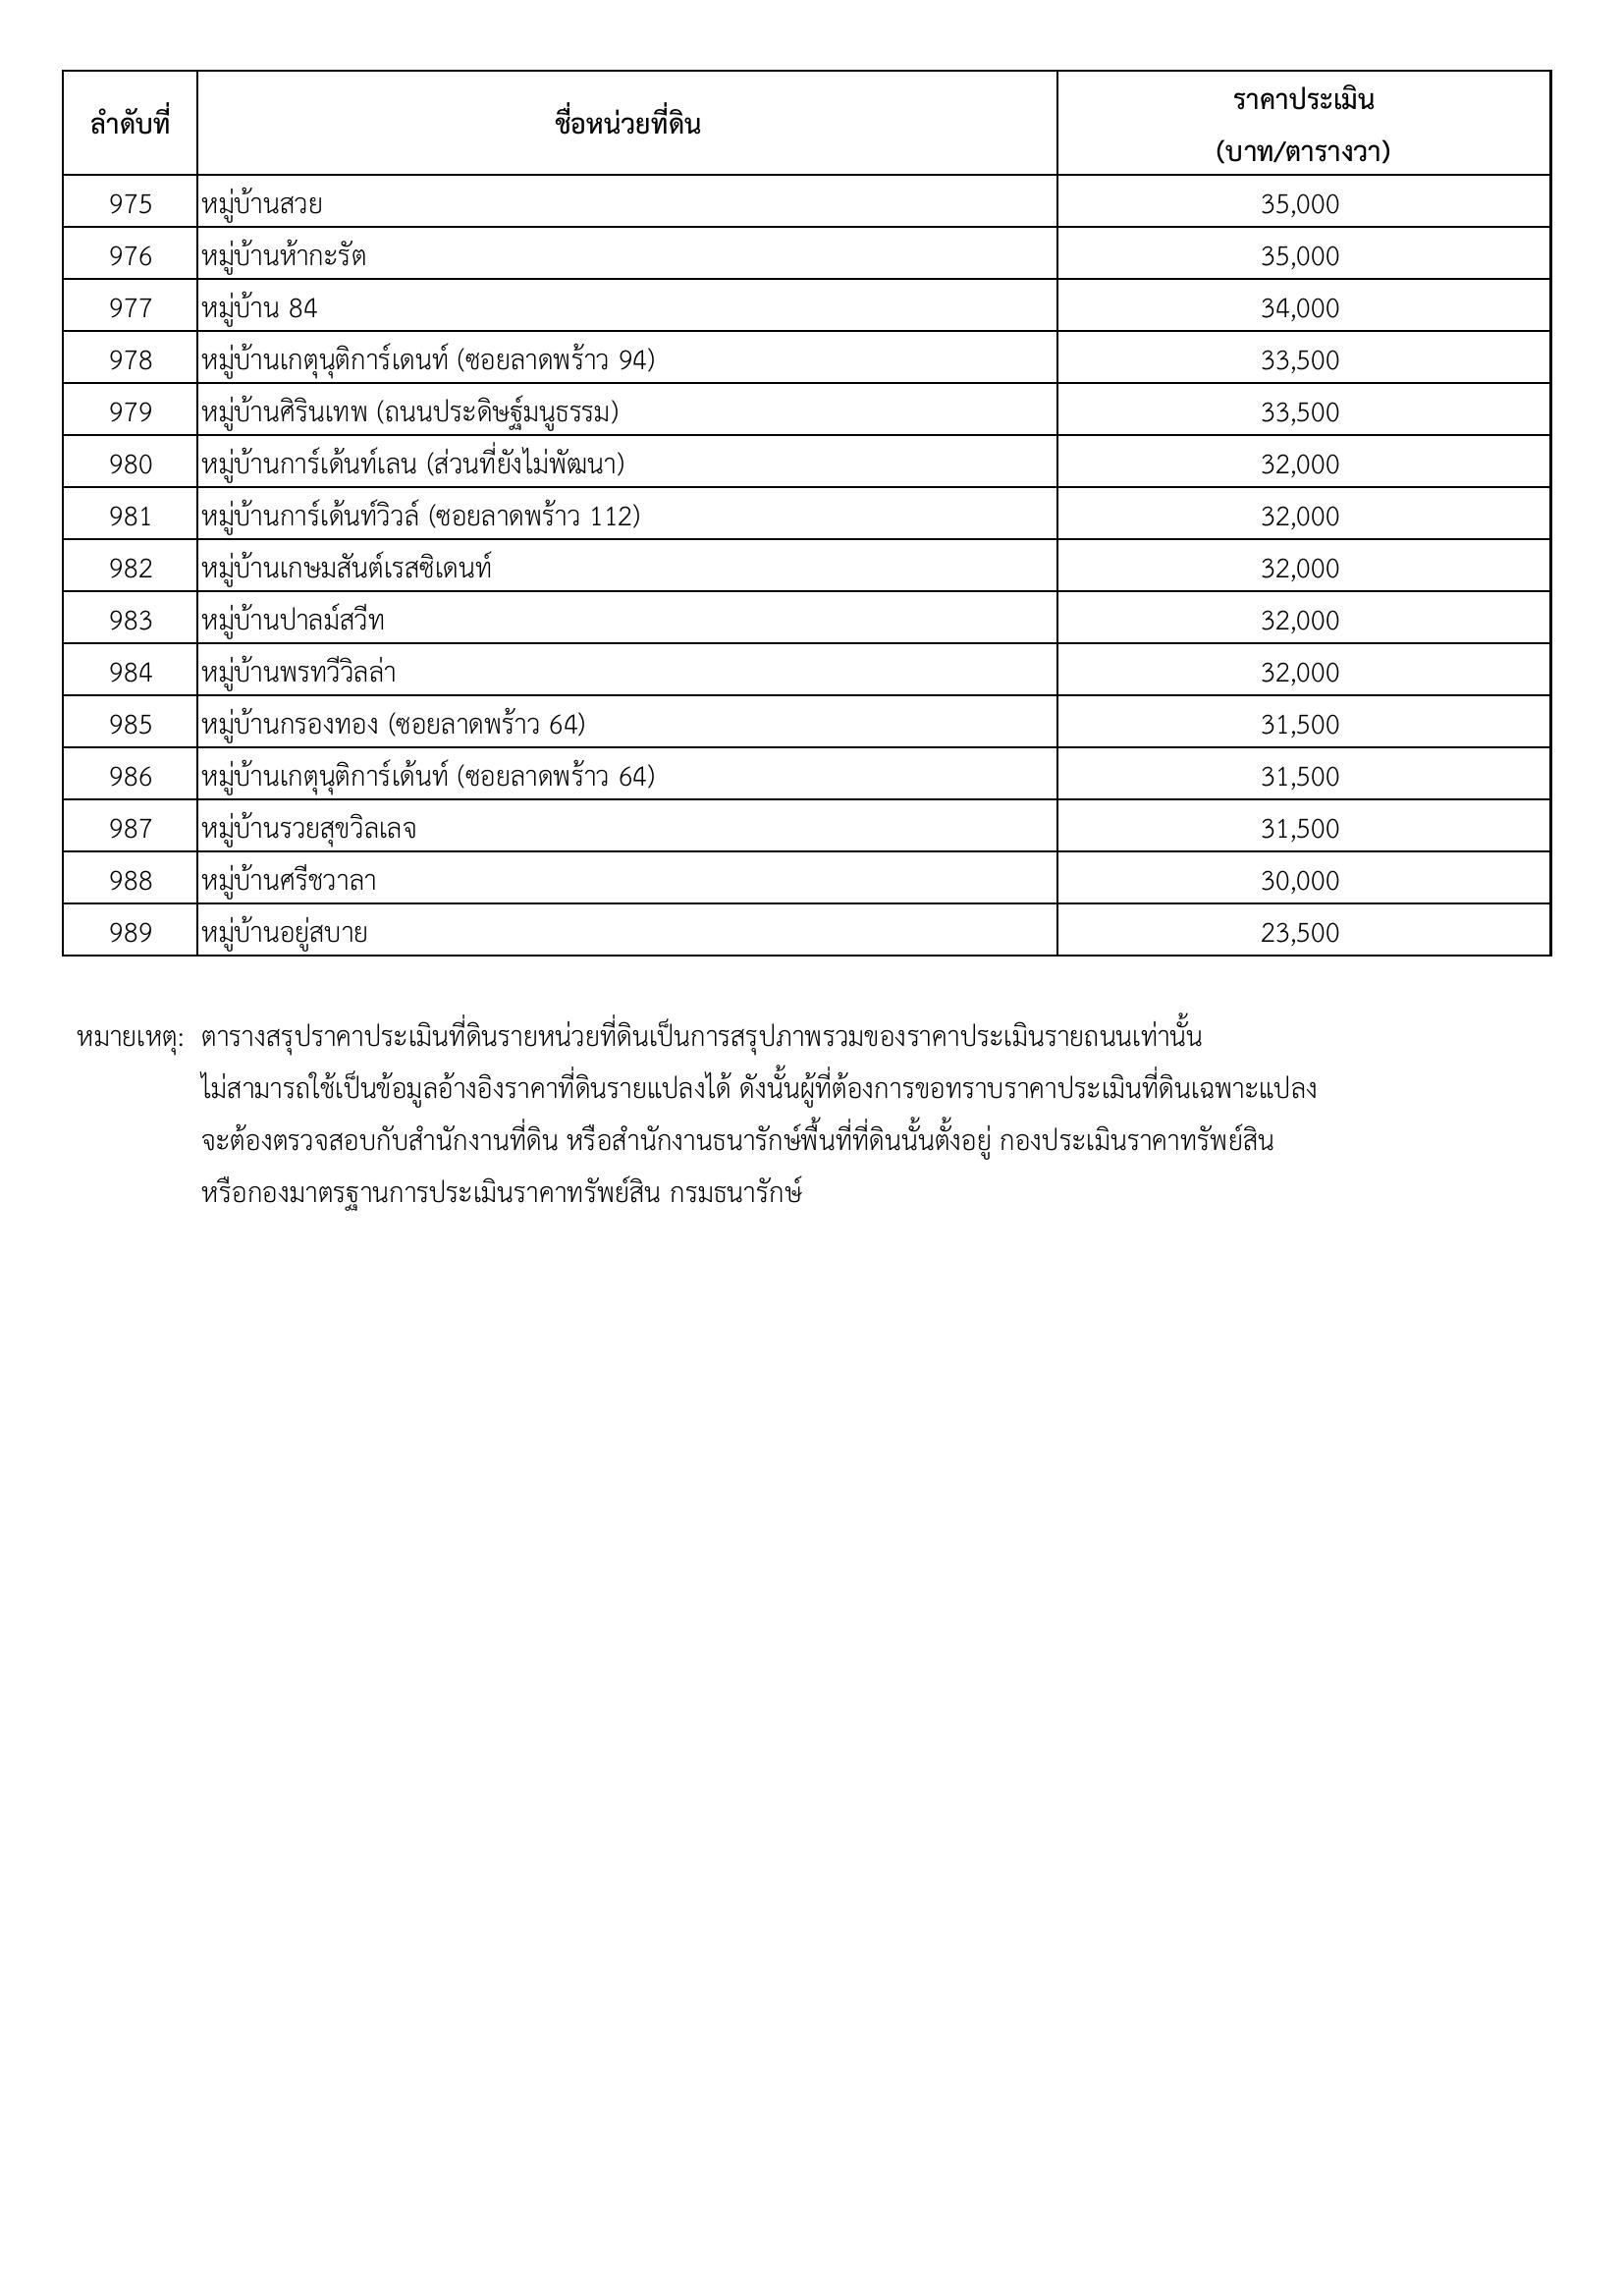 ลำดับที่ ชื่อหน่วยที่ดิน ราคาประเมิน
(บาท/ตารางวา)
975 หมู่บ้านสวย 35,000
976 หมู่บ้านห้ากะรัต 35,000
977 หมู่บ้าน 84 34,000
978 หมู่บ้านเกตุนุติการ์เดนท์ (ซอยลาดพร้าว 94) 33,500
979 หมู่บ้านศิรินเทพ (ถนนประดิษฐ์มนูธรรม) 33,500
980 หมู่บ้านการ์เด้นท์เลน (ส่วนที่ยังไม่พัฒนา) 32,000
981 หมู่บ้านการ์เด้นท์วิวล์ (ซอยลาดพร้าว 112) 32,000
982 หมู่บ้านเกษมสันต์เรสซิเดนท์ 32,000
983 หมู่บ้านปาลม์สวีท 32,000
984 หมู่บ้านพรทวีวิลล่า 32,000
985 หมู่บ้านกรองทอง (ซอยลาดพร้าว 64) 31,500
986 หมู่บ้านเกตุนุติการ์เด้นท์ (ซอยลาดพร้าว 64) 31,500
987 หมู่บ้านรวยสุขวิลเลจ 31,500
988 หมู่บ้านศรีชวาลา 30,000
989 หมู่บ้านอยู่สบาย 23,500
หมายเหตุ: ตารางสรุปราคาประเมินที่ดินรายหน่วยที่ดินเป็นการสรุปภาพรวมของราคาประเมินรายถนนเท่านั้น
ไม่สามารถใช้เป็นข้อมูลอ้างอิงราคาที่ดินรายแปลงได้ ดังนั้นผู้ที่ต้องการขอทราบราคาประเมินที่ดินเฉพาะแปลง
จะต้องตรวจสอบกับสำนักงานที่ดิน หรือสำนักงานธนารักษ์พื้นที่ที่ดินนั้นตั้งอยู่ กองประเมินราคาทรัพย์สิน
หรือกองมาตรฐานการประเมินราคาทรัพย์สิน กรมธนารักษ์